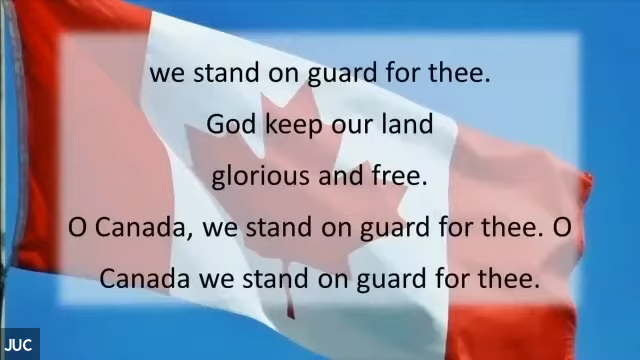 we stand on guard for thee.
God keep our land
glorious and free.
O Canada, we stand on guard for thee. O
Canada we stand on guard for thee.
JUC